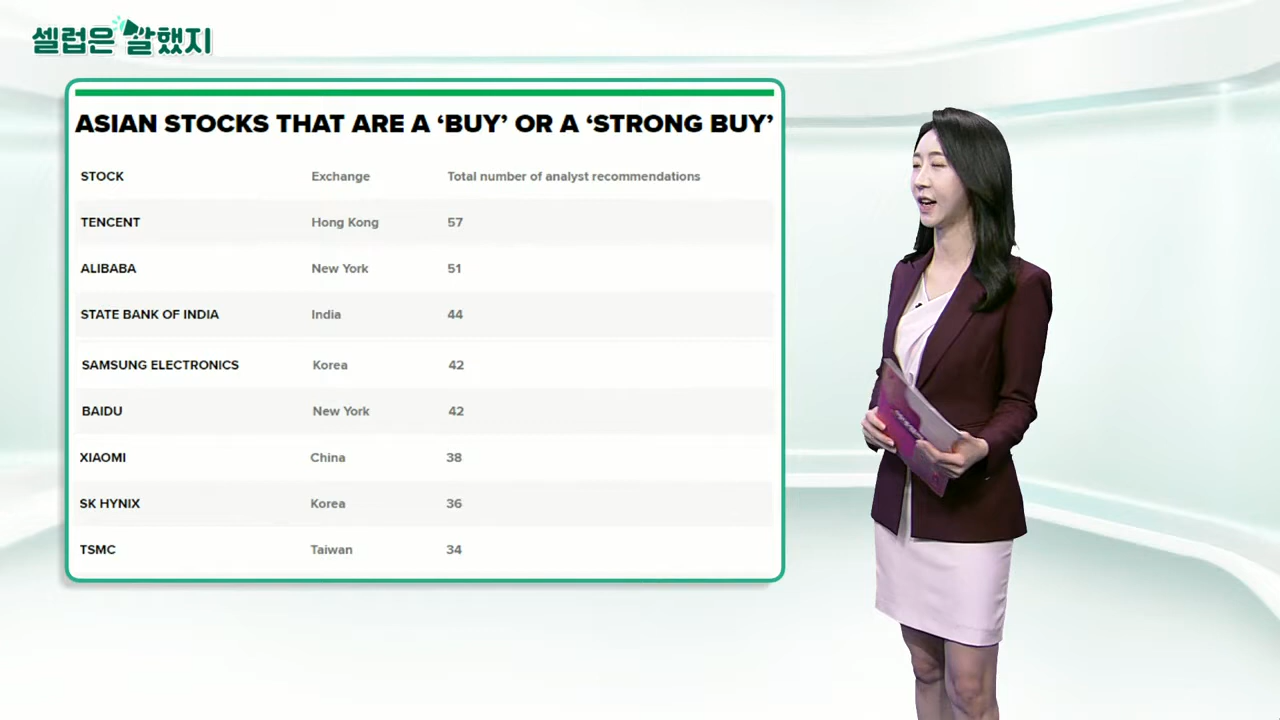 셀럽은 말했지
ASIAN STOCKS THAT ARE A ‘BUY’ OR A ‘STRONG BUY’
STOCK Exchange Total number of analyst recommendations
TENCENT Hong Kong 57
ALIBABA New York 51
STATE BANK OF INDIA India 44
SAMSUNG ELECTRONICS Korea 42
BAIDU New York 42
XIAOMI China 38
SK HYNIX Korea 36
TSMC Taiwan 34